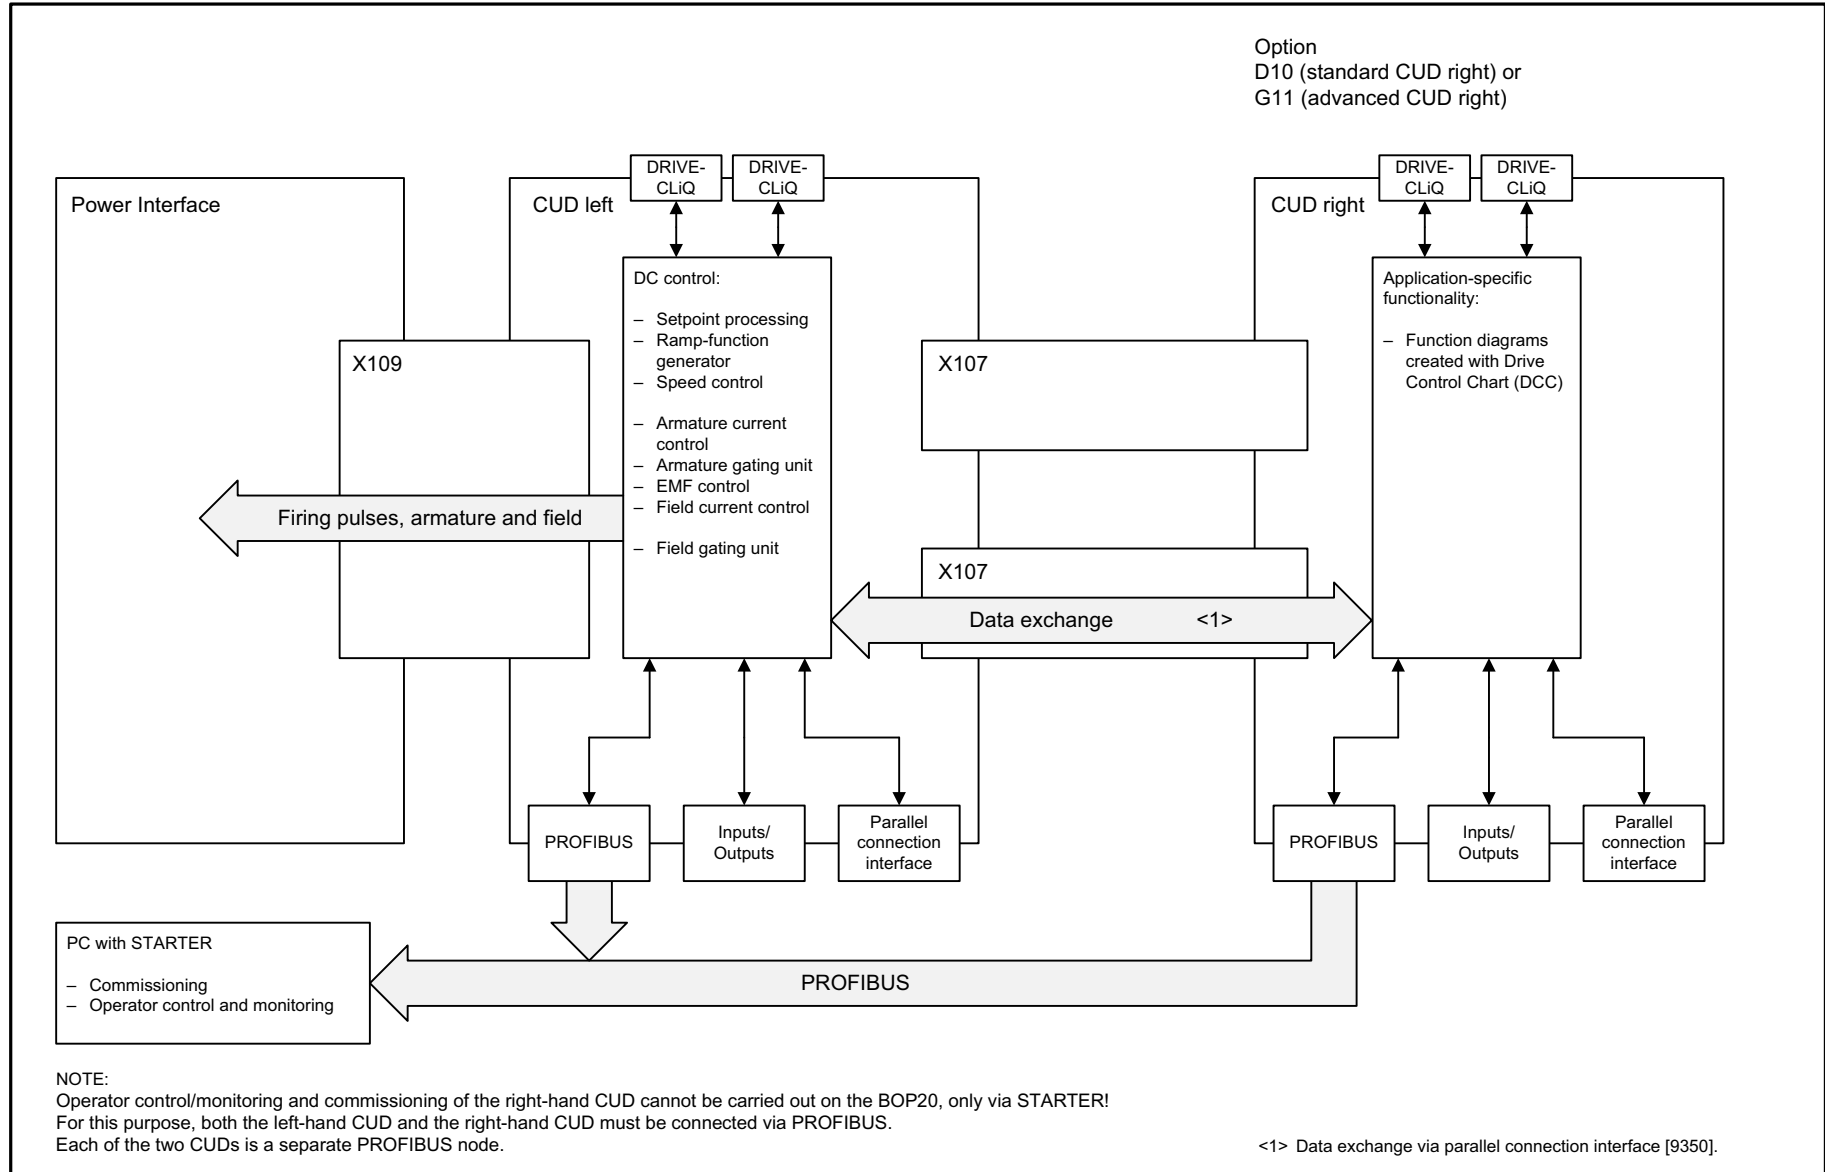 Option
D10 (standard CUD right) or
G11 (advanced CUD right)
Power Interface
CUD left
DRIVE-
CLiQ
DRIVE-
CLiQ
CUD right
DRIVE-
CLiQ
DRIVE-
CLiQ
X109
DC control:
– Setpoint processing
– Ramp-function
generator
– Speed control
– Armature current
control
– Armature gating unit
– EMF control
– Field current control
– Field gating unit
X107
Application-specific
functionality:
– Function diagrams
created with Drive
Control Chart (DCC)
Firing pulses, armature and field
X107
Data exchange <1>
PROFIBUS
Inputs/
Outputs
Parallel
connection
interface
PROFIBUS
Inputs/
Outputs
Parallel
connection
interface
PC with STARTER
– Commissioning
– Operator control and monitoring
PROFIBUS
NOTE:
Operator control/monitoring and commissioning of the right-hand CUD cannot be carried out on the BOP20, only via STARTER!
For this purpose, both the left-hand CUD and the right-hand CUD must be connected via PROFIBUS.
Each of the two CUDs is a separate PROFIBUS node.
<1> Data exchange via parallel connection interface [9350].